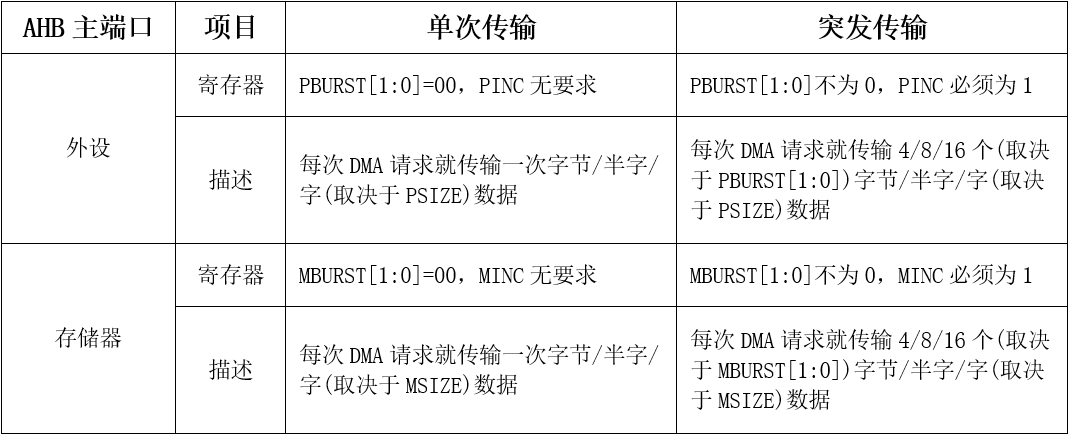 AHB 主端口 项目 单次传输 突发传输
外设
寄存器 PBURST[1:0]=00, PINC 无要求 PBURST[1:0]不为 0, PINC 必须为 1
描述
每次 DMA 请求就传输一次字节/半字/
字(取决于 PSIZE)数据
每次 DMA 请求就传输 4/8/16 个(取决
于 PBURST[1:0])字节/半字/字(取决
于 PSIZE)数据
存储器
寄存器 MBURST[1:0]=00, MINC 无要求 MBURST[1:0]不为 0, MINC 必须为 1
描述
每次 DMA 请求就传输一次字节/半字/
字(取决于 MSIZE)数据
每次 DMA 请求就传输 4/8/16 个(取决
于 MBURST[1:0])字节/半字/字(取决
于 MSIZE)数据